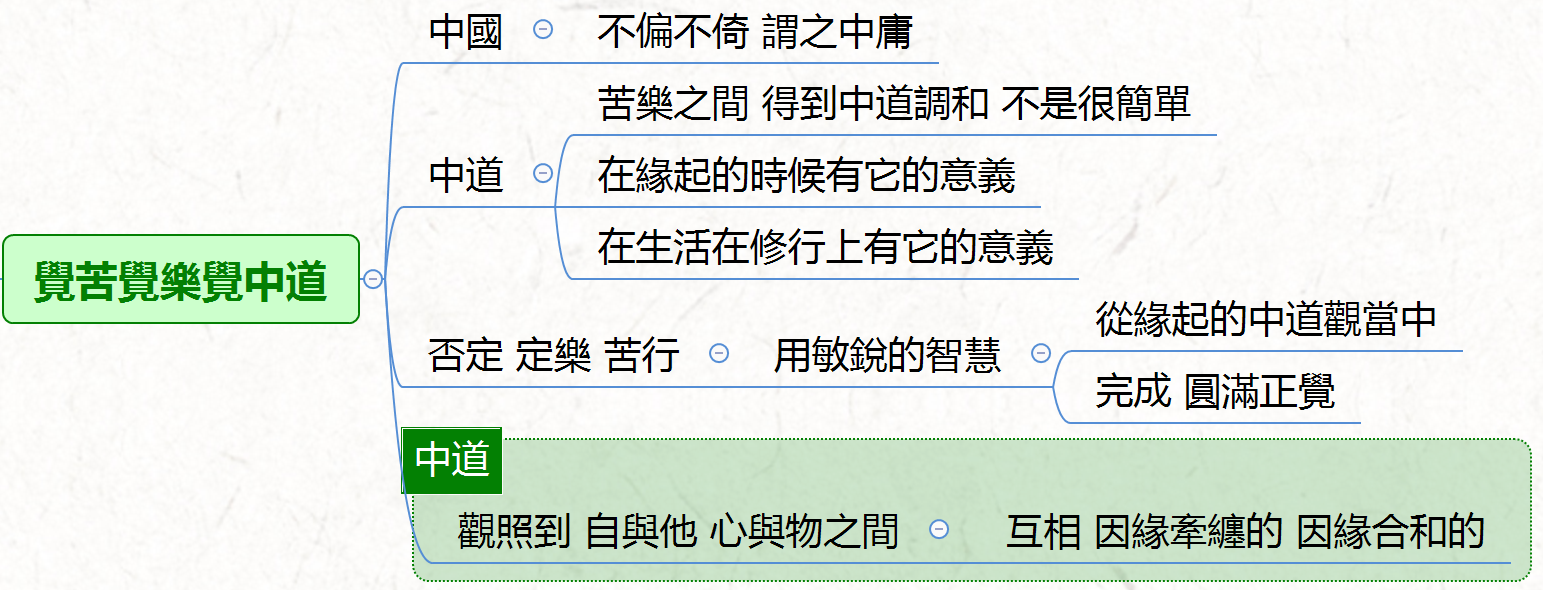 中國
不偏不倚 謂之中庸
苦樂之間 得到中道調和 不是很簡單
中道
在緣起的時候有它的意義
在生活在修行上有它的意義
覺苦覺樂覺中道
從緣起的中道觀當中
否定 定樂 苦行
用敏銳的智慧
完成 圓滿正覺
中道
觀照到 自與他 心與物之間
互相 因緣牽纏的 因緣合和的